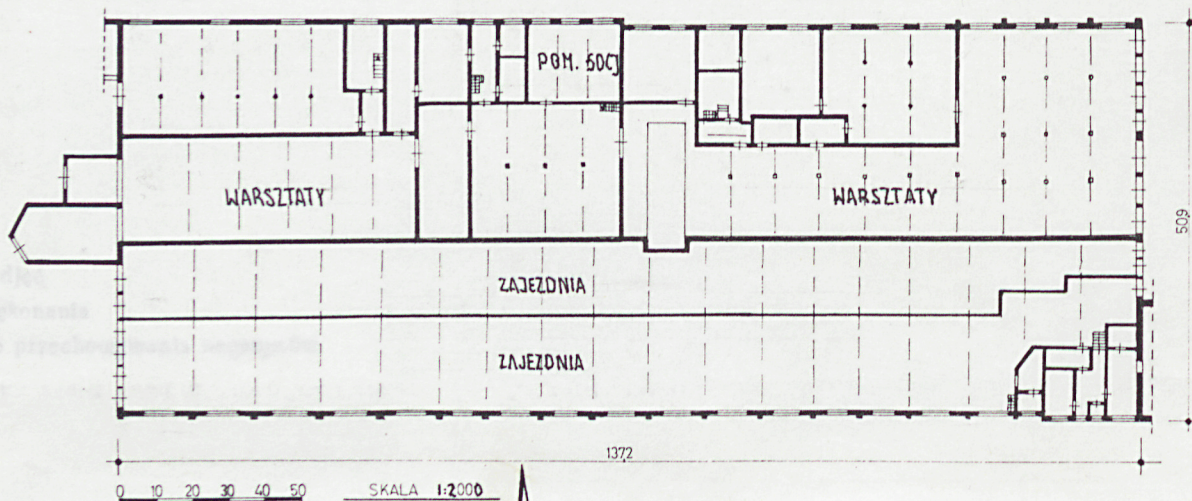 POM. SOCJ
WARSZTATY
WARSZTATY
509
ZAJEZDNIA
ZAJEZDNIA
1372
0 10 20 30 40 50
SKALA 1:2000